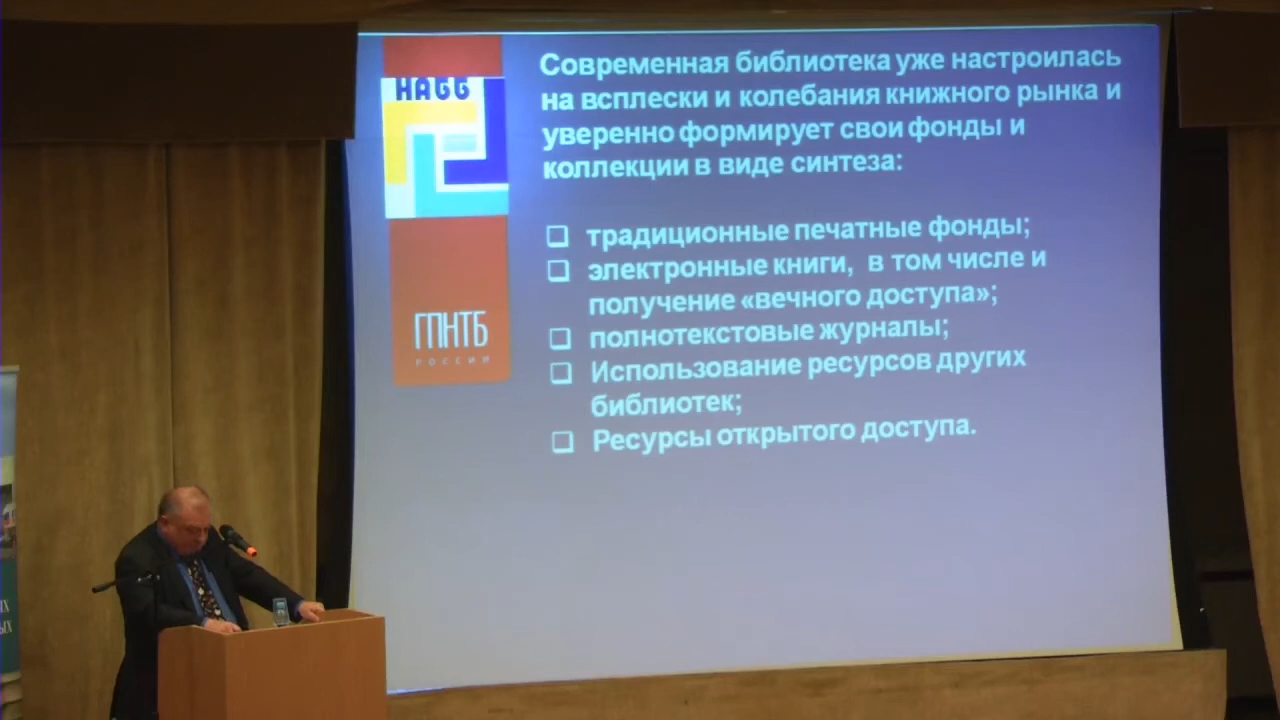 НАББ
ГПНТБ
РОССИИ
Современная библиотека уже настроилась
на всплески и колебания книжного рынка и
уверенно формирует свои фонды и
коллекции в виде синтеза:
традиционные печатные фонды;
электронные книги, в том числе и
получение «вечного доступа»;
полнотекстовые журналы;
Использование ресурсов других
библиотек;
Ресурсы открытого доступа.